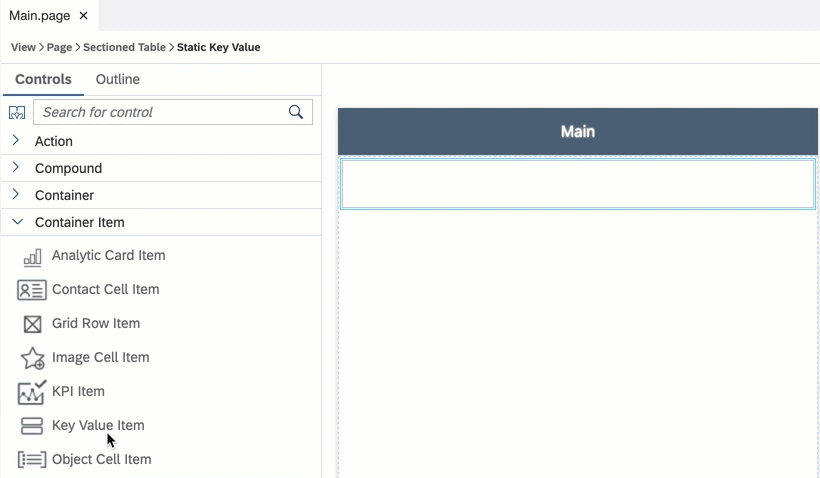 Main.page ×
View > Page > Sectioned Table > Static Key Value
Controls Outline
Search for control
Action
Compound
Container
Container Item
Analytic Card Item
Contact Cell Item
Grid Row Item
Image Cell Item
KPI Item
Key Value Item
Object Cell Item
Main